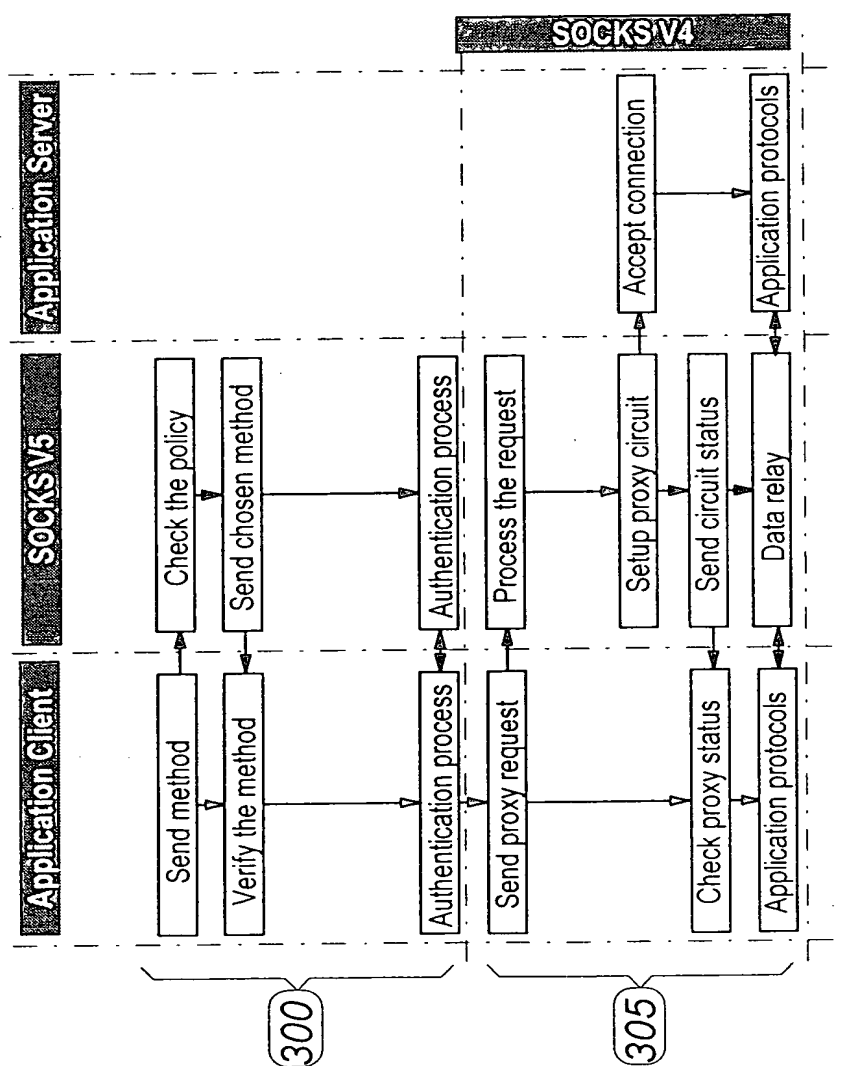 Application Client
SOCKS V5
Application Server
Send method
Check the policy
Verify the method
Send chosen method
Authentication process
Authentication process
300
Send proxy request
Process the request
Setup proxy circuit
Accept connection
Check proxy status
Send circuit status
Application protocols
Data relay
Application protocols
305
SOCKS V4